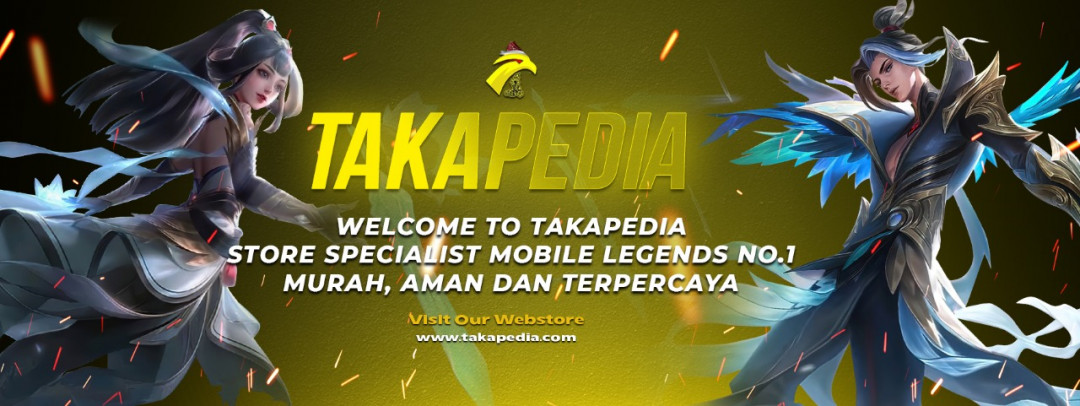 TAKAPEDIA
WELCOME TO TAKAPEDIA
STORE SPECIALIST MOBILE LEGENDS NO.1
MURAH, AMAN DAN TERPERCAYA
Visit Our Webstore
www.takapedia.com